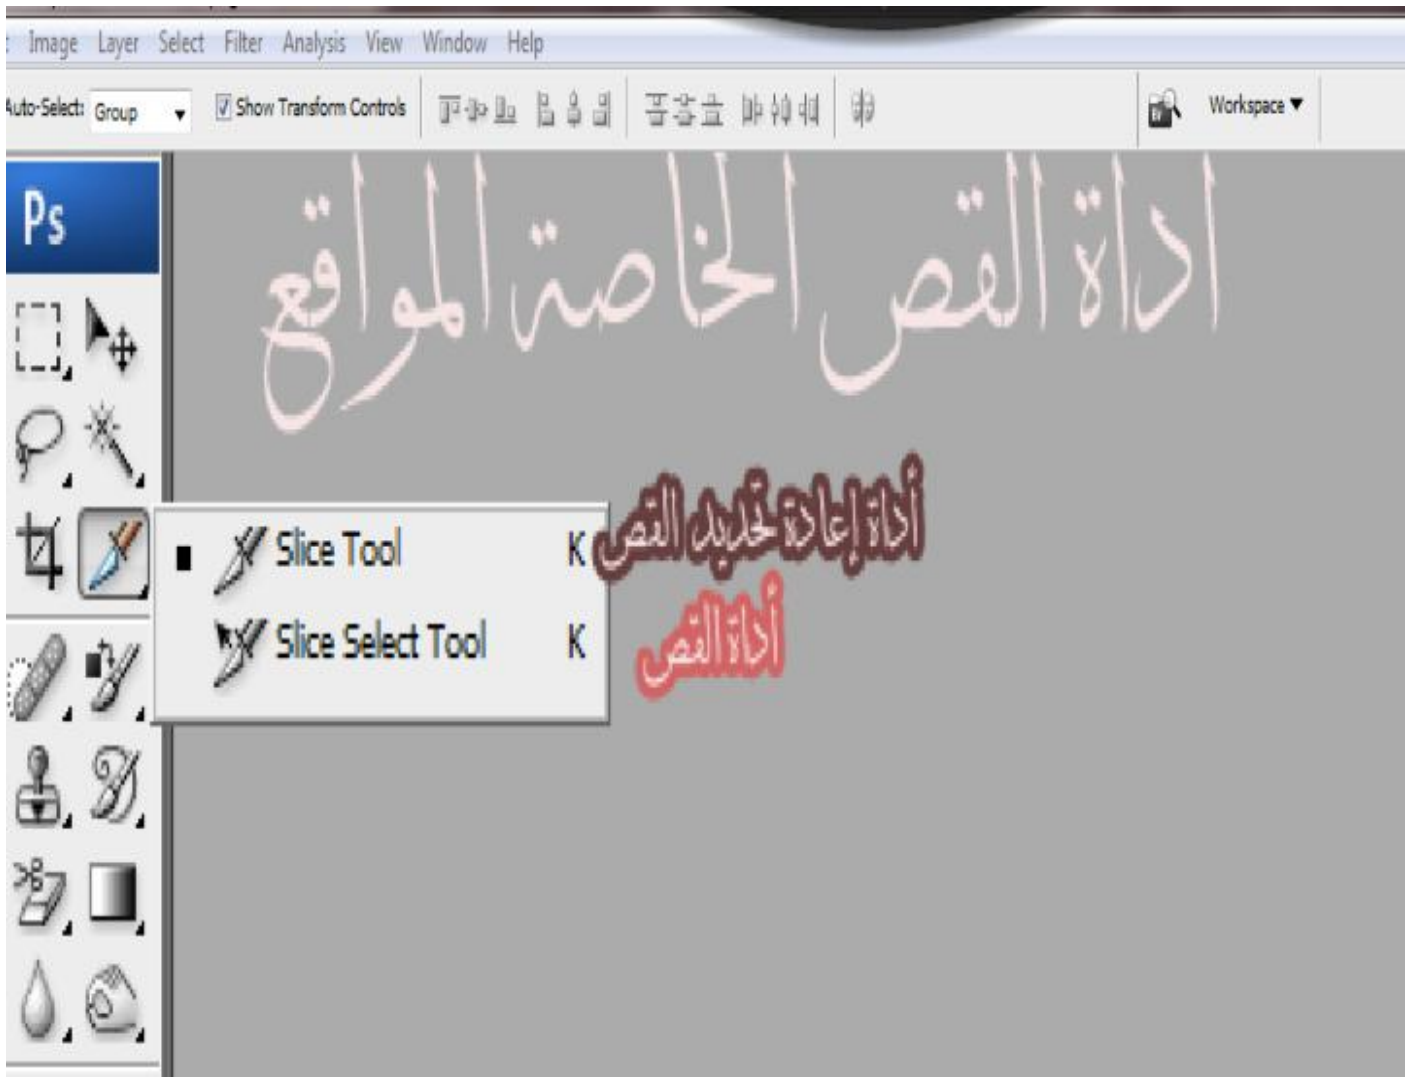 Image Layer Select Filter Analysis View Window Help
Auto-Select: Group Show Transform Controls Workspace
Ps
اداة القص الخاصة المواقع
Slice Tool K أداة إعادة تحديد القص
Slice Select Tool K أداة القص